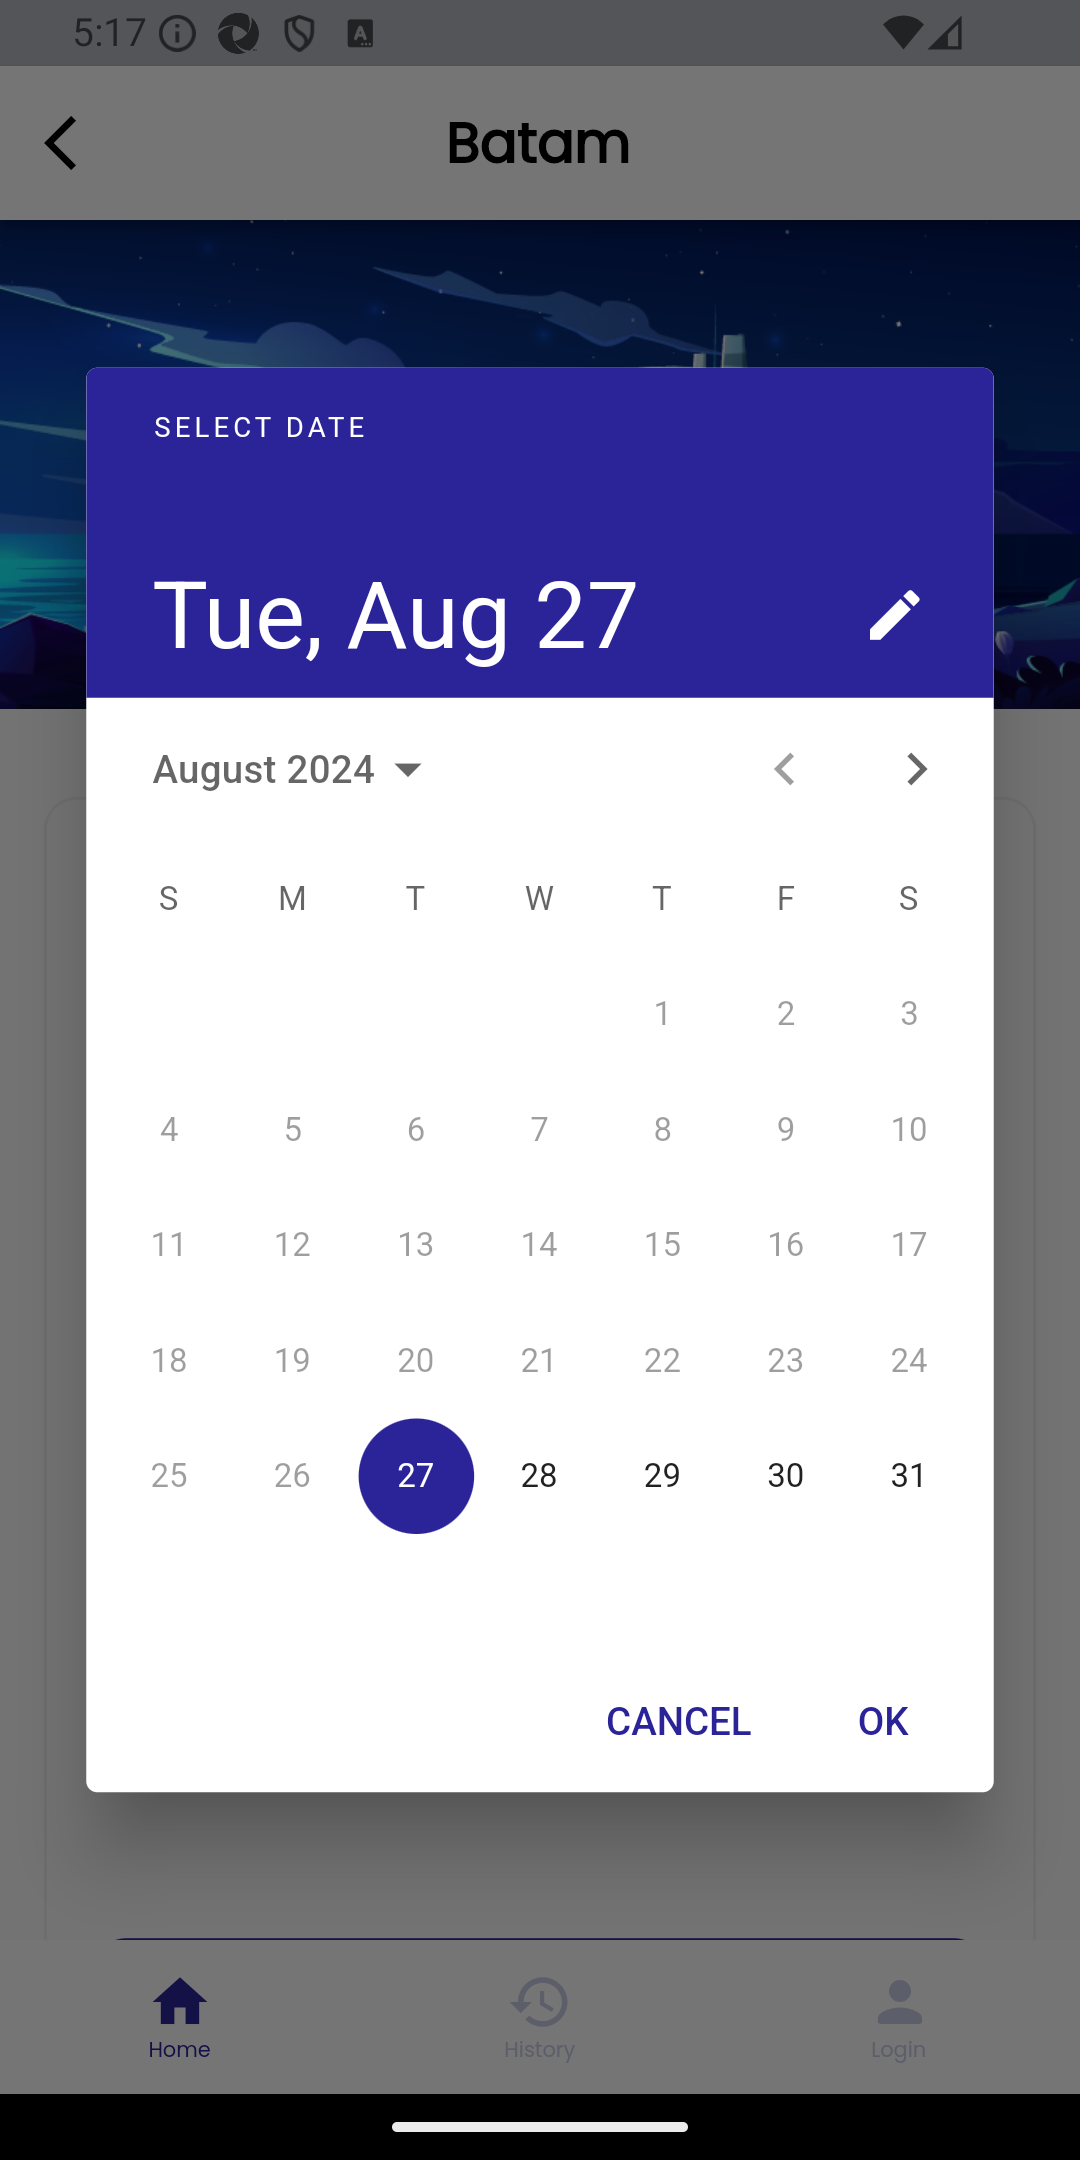 5:17
Batam
SELECT DATE
Tue, Aug 27
August 2024
S M T W T F S
1 2 3
4 5 6 7 8 9 10
11 12 13 14 15 16 17
18 19 20 21 22 23 24
25 26 27 28 29 30 31
CANCEL OK
Home History Login